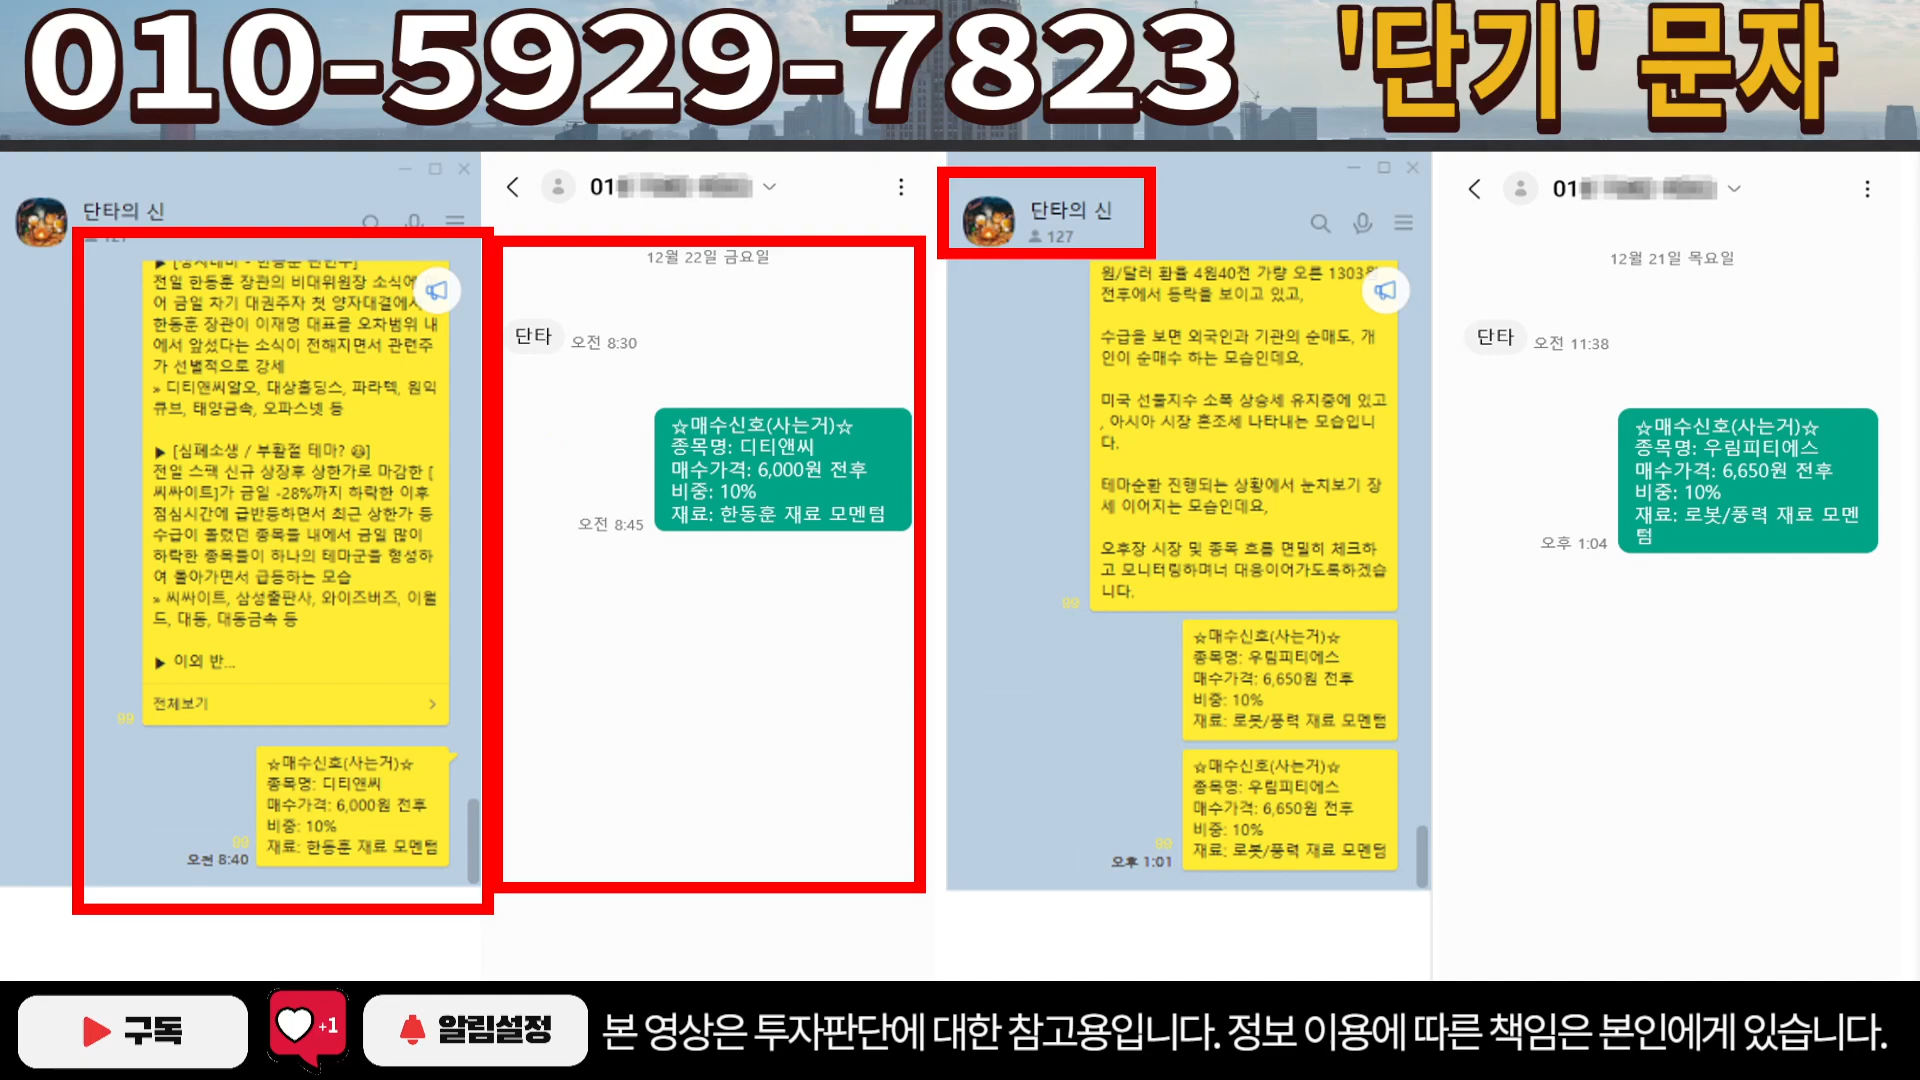 010-5929-7823 '단기' 문자
단타의 신
127
전일 한동훈 장관의 비대위원장 소식에
어 금일 차기 대권주자 첫 양자대결에서
한동훈 장관이 이재명 대표를 오차범위 내
에서 앞섰다는 소식이 전해지면서 관련주
가 선별적으로 강세
» 디티앤씨알오, 대상홀딩스, 파라텍, 원익
큐브, 태양금속, 오파스넷 등
▶ [심폐소생 / 부활절 테마? ]
전일 스팩 신규 상장후 상한가로 마감한 [
씨싸이트]가 금일 -28%까지 하락한 이후
점심시간에 급반등하면서 최근 상한가 등
수급이 몰렸던 종목들 내에서 금일 많이
하락한 종목들이 하나의 테마군을 형성하
여 돌아가면서 급등하는 모습
» 씨싸이트, 삼성출판사, 와이즈버즈, 이월
드, 대동, 대동금속 등
▶ 이외 반...
전체보기
99
☆매수신호(사는거)☆
종목명: 디티앤씨
매수가격: 6,000원 전후
비중: 10%
재료: 한동훈 재료 모멘텀
99
오전 8:40
01
12월 22일 금요일
단타
오전 8:30
☆매수신호(사는거)☆
종목명: 디티앤씨
매수가격: 6,000원 전후
비중: 10%
재료: 한동훈 재료 모멘텀
오전 8:45
단타의 신
127
원/달러 환율 4원40전 가량 오른 1303원
전후에서 등락을 보이고 있고,
수급을 보면 외국인과 기관의 순매도, 개
인이 순매수 하는 모습인데요,
미국 선물지수 소폭 상승세 유지중에 있고
, 아시아 시장 혼조세 나타내는 모습입니
다.
테마순환 진행되는 상황에서 눈치보기 장
세 이어지는 모습인데요,
오후장 시장 및 종목 흐름 면밀히 체크하
고 모니터링하며너 대응이어가도록하겠습
니다.
99
☆매수신호(사는거)☆
종목명: 우림피티에스
매수가격: 6,650원 전후
비중: 10%
재료: 로봇/풍력 재료 모멘텀
☆매수신호(사는거)☆
종목명: 우림피티에스
매수가격: 6,650원 전후
비중: 10%
재료: 로봇/풍력 재료 모멘텀
99
오후 1:01
01
12월 21일 목요일
단타
오전 11:38
☆매수신호(사는거)☆
종목명: 우림피티에스
매수가격: 6,650원 전후
비중: 10%
재료: 로봇/풍력 재료 모멘
텀
오후 1:04
구독
+1
알림설정
본 영상은 투자판단에 대한 참고용입니다. 정보 이용에 따른 책임은 본인에게 있습니다.